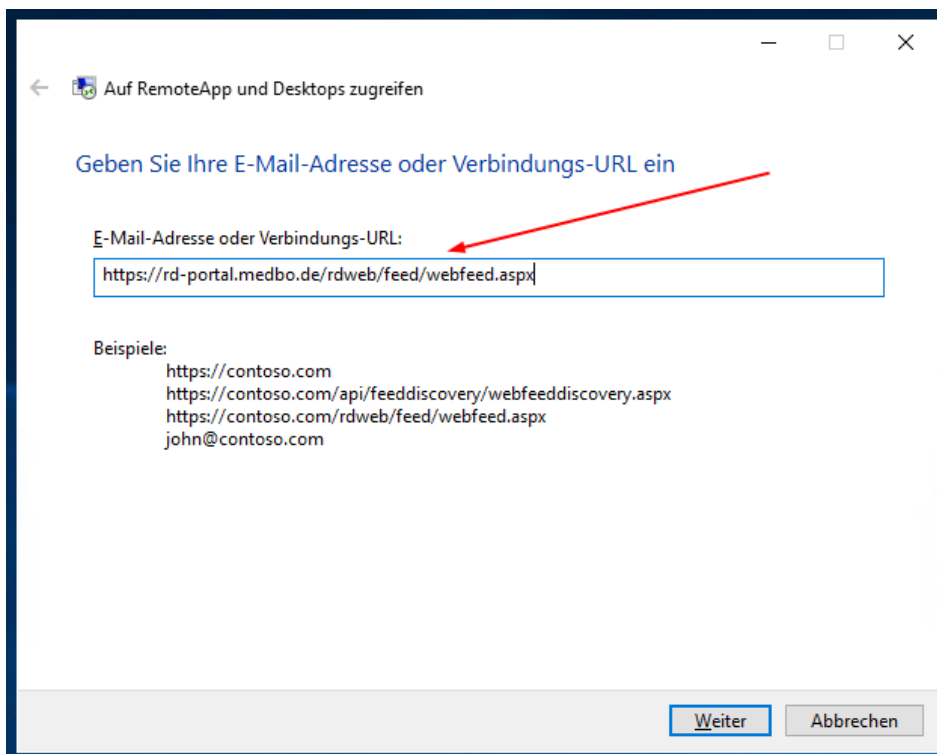 Auf RemoteApp und Desktops zugreifen
Geben Sie Ihre E-Mail-Adresse oder Verbindungs-URL ein
E-Mail-Adresse oder Verbindungs-URL:
https://rd-portal.medbo.de/rdweb/feed/webfeed.aspx
Beispiele:
https://contoso.com
https://contoso.com/api/feeddiscovery/webfeeddiscovery.aspx
https://contoso.com/rdweb/feed/webfeed.aspx
john@contoso.com
Weiter Abbrechen